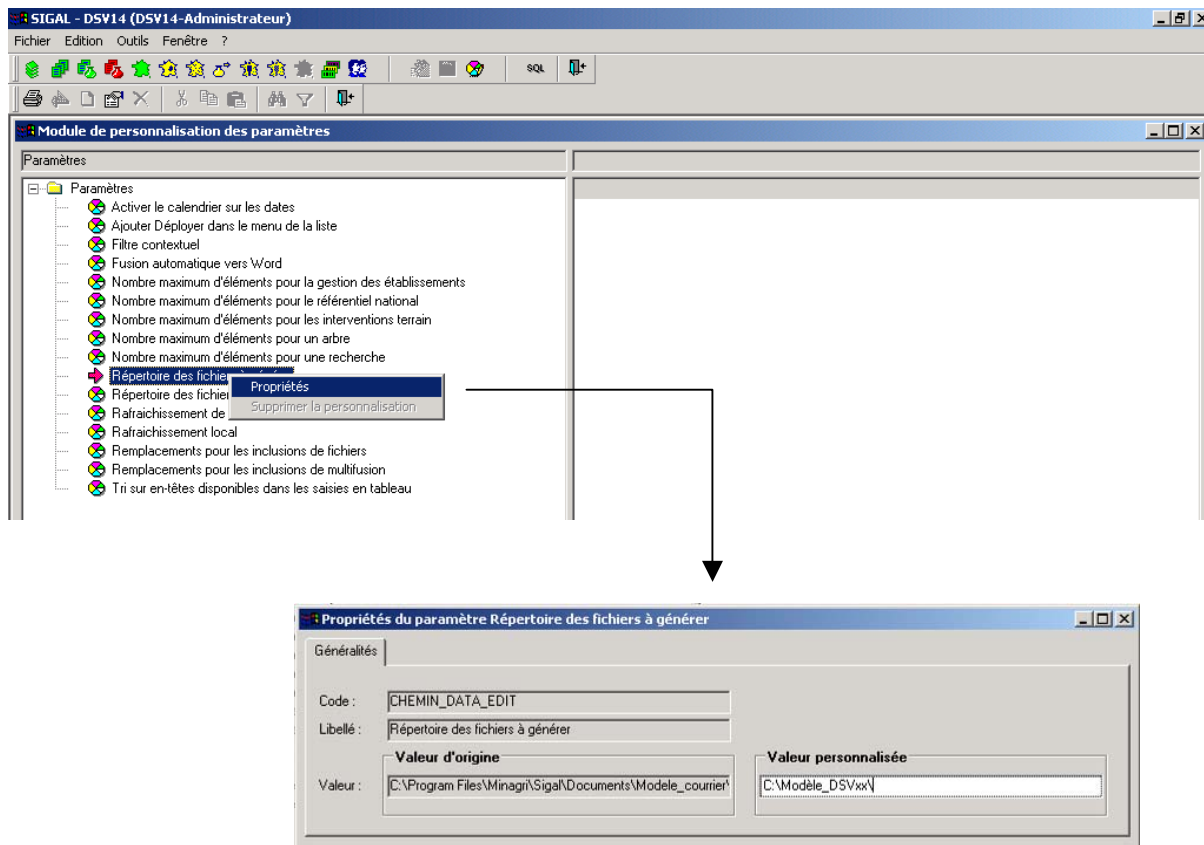 SIGAL - DSV14 (DSV14-Administrateur)
Fichier Edition Outils Fenêtre ?
SQL
Module de personnalisation des paramètres
Paramètres
Paramètres
Activer le calendrier sur les dates
Ajouter Déployer dans le menu de la liste
Filtre contextuel
Fusion automatique vers Word
Nombre maximum d'éléments pour la gestion des établissements
Nombre maximum d'éléments pour le référentiel national
Nombre maximum d'éléments pour les interventions terrain
Nombre maximum d'éléments pour un arbre
Nombre maximum d'éléments pour une recherche
Répertoire des fichiers à générer
Propriétés
Répertoire des fichier
Supprimer la personnalisation
Rafraichissement de
Rafraichissement local
Remplacements pour les inclusions de fichiers
Remplacements pour les inclusions de multifusion
Tri sur en-têtes disponibles dans les saisies en tableau
Propriétés du paramètre Répertoire des fichiers à générer
Généralités
Code : CHEMIN_DATA_EDIT
Libellé : Répertoire des fichiers à générer
Valeur d'origine Valeur personnalisée
Valeur : C:\Program Files\Minagri\Sigal\Documents\Modele_courrier\ C:\Modèle_DSVxx\